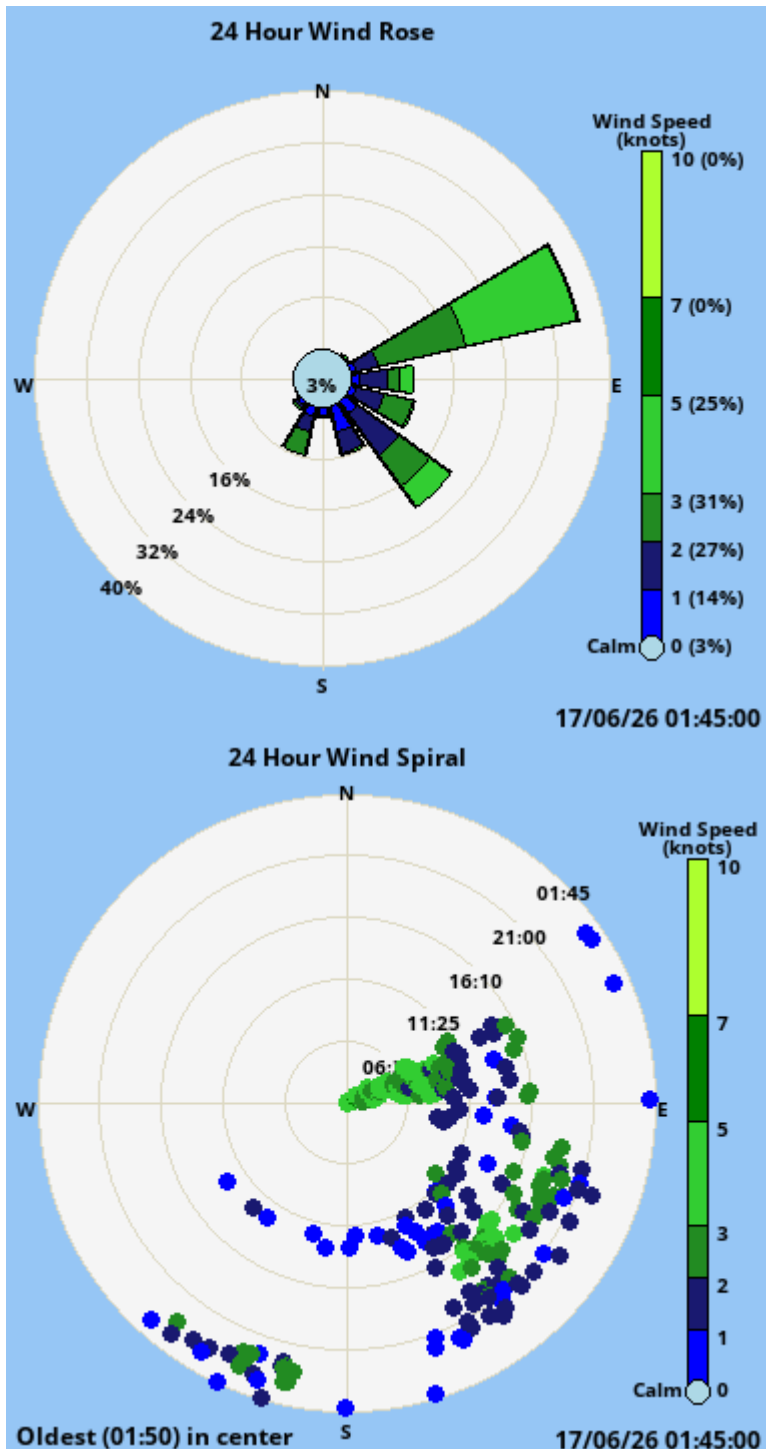 24 Hour Wind Rose
N
Wind Speed
(knots)
10 (0%)
7 (0%)
W
3%
E
5 (25%)
16%
3 (31%)
24%
2 (27%)
32%
1 (14%)
40%
Calm 0 (3%)
S
17/06/26 01:45:00
24 Hour Wind Spiral
N
Wind Speed
(knots)
10
01:45
21:00
16:10
7
11:25
06:
W
E
5
3
2
1
Calm 0
S
Oldest (01:50) in center
17/06/26 01:45:00